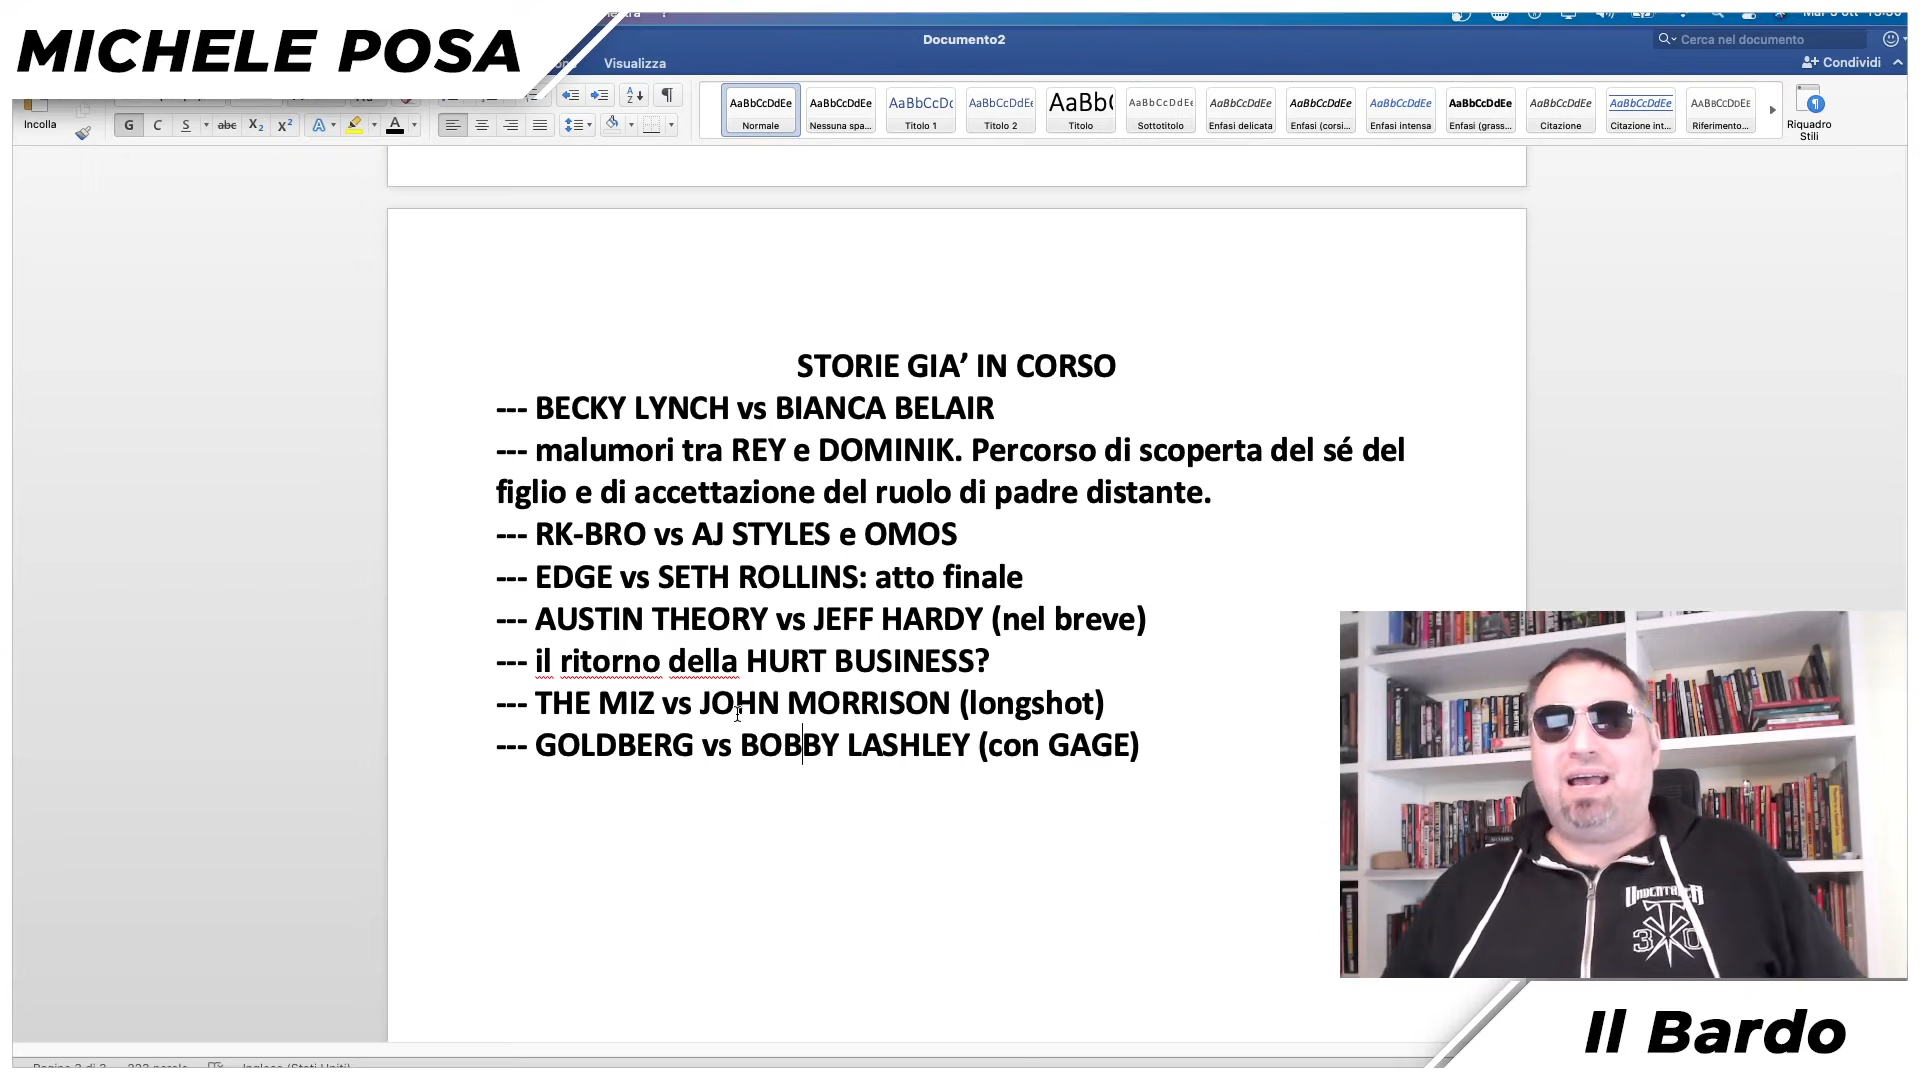 MICHELE POSA
Documento2
Cerca nel documento
Visualizza
Condividi
Incolla
G C S abc X₂ X² A A
AaBbCcDdEe AaBbCcDdEe AaBbCcDc AaBbCcDdEe AaBb( AaBbCcDdEe AaBbCcDdEe AaBbCcDdEe AaBbCcDdEe AaBbCcDdEe AaBbCcDdEe AaBbCcDdEe AaBbCcDdEe
Normale Nessuna spa... Titolo 1 Titolo 2 Titolo Sottotitolo Enfasi delicata Enfasi (corsi... Enfasi intensa Enfasi (grass... Citazione Citazione int... Riferimento...
Riquadro
Stili
STORIE GIA’ IN CORSO
--- BECKY LYNCH vs BIANCA BELAIR
--- malumori tra REY e DOMINIK. Percorso di scoperta del sé del
figlio e di accettazione del ruolo di padre distante.
--- RK-BRO vs AJ STYLES e OMOS
--- EDGE vs SETH ROLLINS: atto finale
--- AUSTIN THEORY vs JEFF HARDY (nel breve)
--- il ritorno della HURT BUSINESS?
--- THE MIZ vs JOHN MORRISON (longshot)
--- GOLDBERG vs BOBBY LASHLEY (con GAGE)
UNDERTAKER
30
Il Bardo